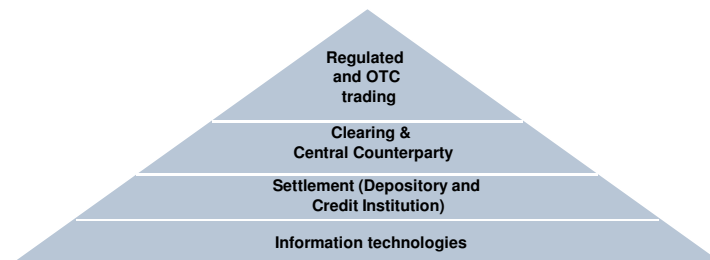 Regulated
and OTC
trading
Clearing &
Central Counterparty
Settlement (Depository and
Credit Institution)
Information technologies